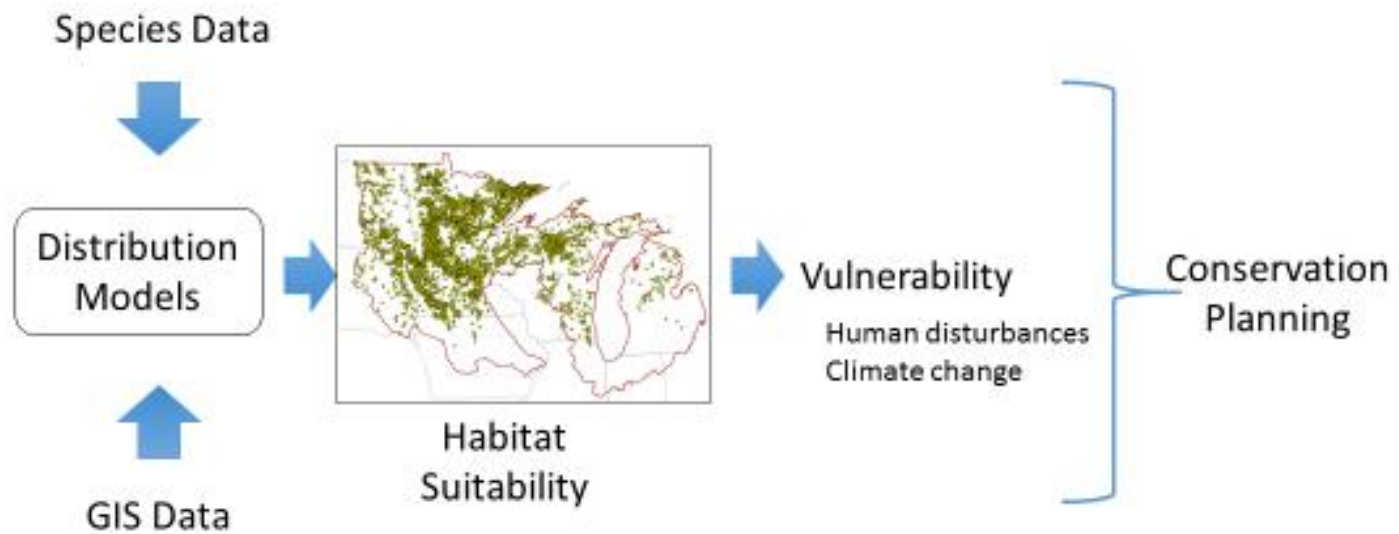 Species Data
Distribution
Models
GIS Data
Habitat
Suitability
Vulnerability
Human disturbances
Climate change
Conservation
Planning